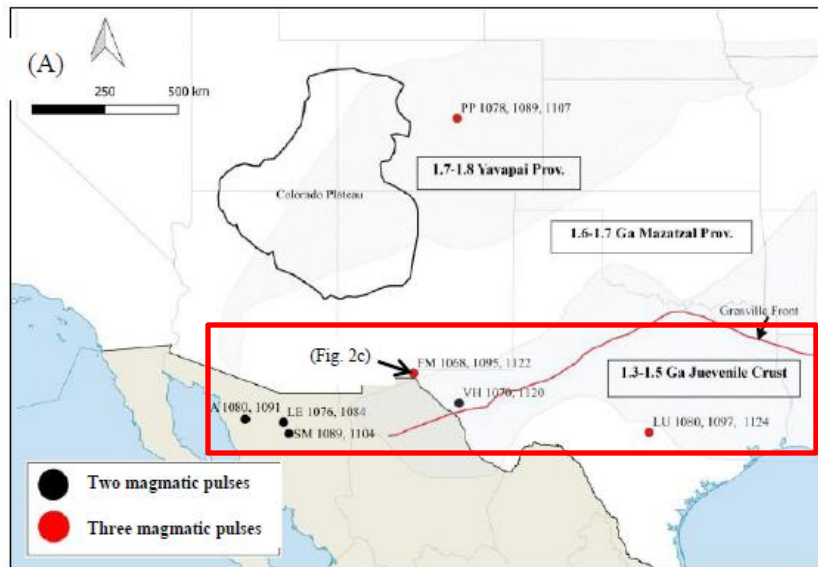 (A)
250
500 km
PP 1078, 1089, 1107
1.7-1.8 Yavapai Prov.
Colorado Plateau
1.6-1.7 Ga Mazatzal Prov.
Grenville Front
(Fig. 2c)
FM 1068, 1095, 1122
1.3-1.5 Ga Juevenile Crust
A 1080, 1091
LE 1076, 1084
VH 1070, 1120
SM 1089, 1104
LU 1080, 1097, 1124
Two magmatic pulses
Three magmatic pulses